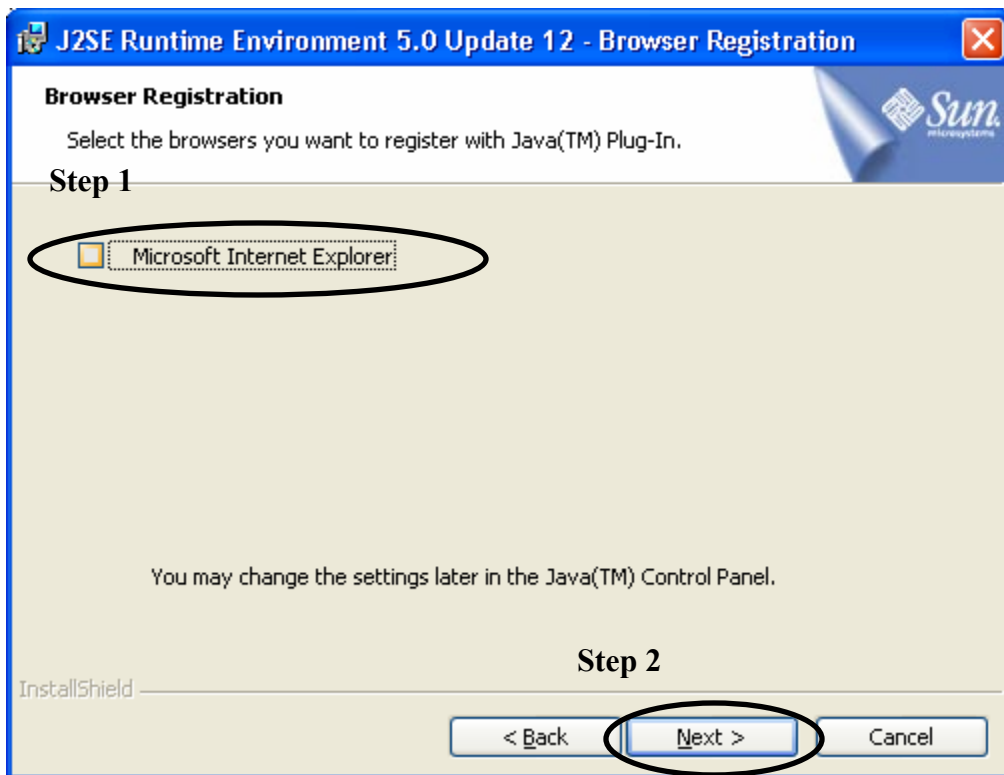 J2SE Runtime Environment 5.0 Update 12 - Browser Registration
Browser Registration
Sun
microsystems
Select the browsers you want to register with Java(TM) Plug-In.
Step 1
Microsoft Internet Explorer
You may change the settings later in the Java(TM) Control Panel.
Step 2
InstallShield
< Back
Next >
Cancel